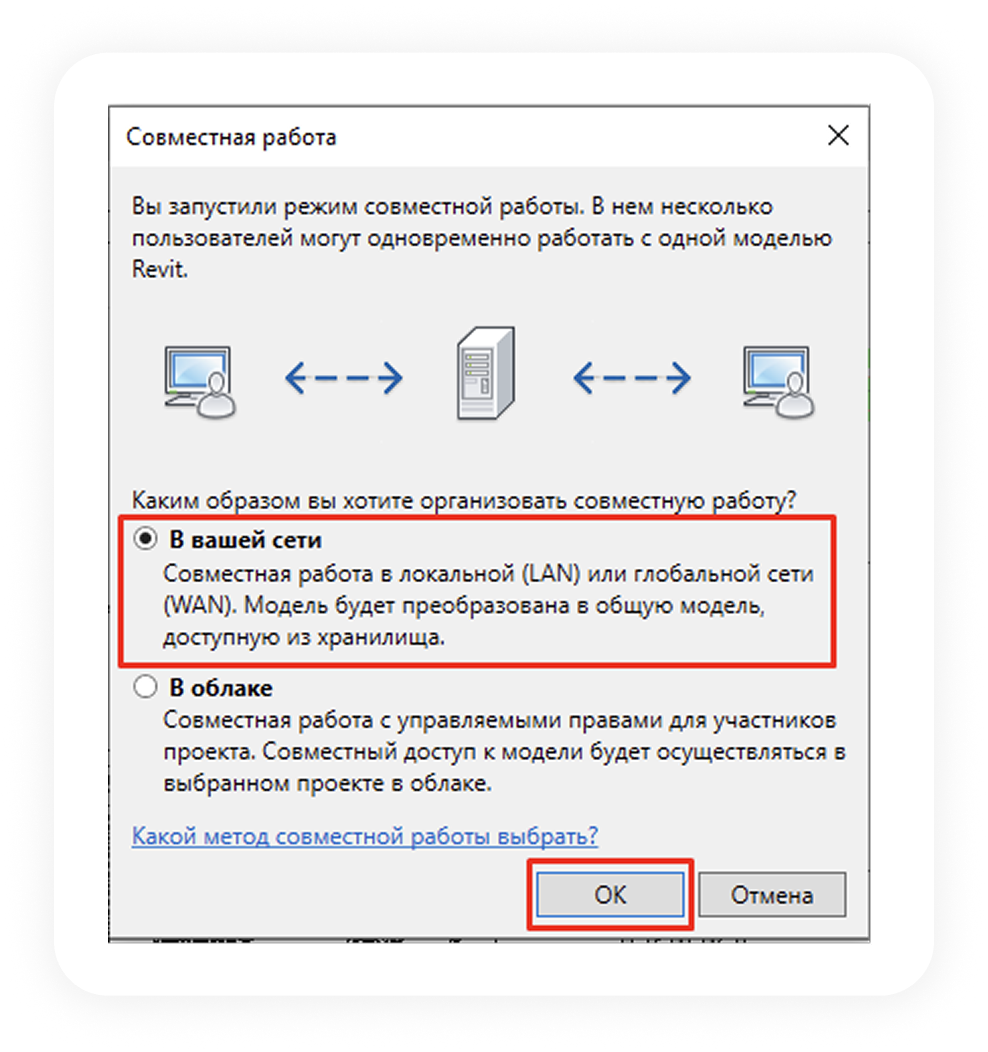 Совместная работа
Вы запустили режим совместной работы. В нем несколько
пользователей могут одновременно работать с одной моделью
Revit.
Каким образом вы хотите организовать совместную работу?
В вашей сети
Совместная работа в локальной (LAN) или глобальной сети
(WAN). Модель будет преобразована в общую модель,
доступную из хранилища.
В облаке
Совместная работа с управляемыми правами для участников
проекта. Совместный доступ к модели будет осуществляться в
выбранном проекте в облаке.
Какой метод совместной работы выбрать?
ОК
Отмена